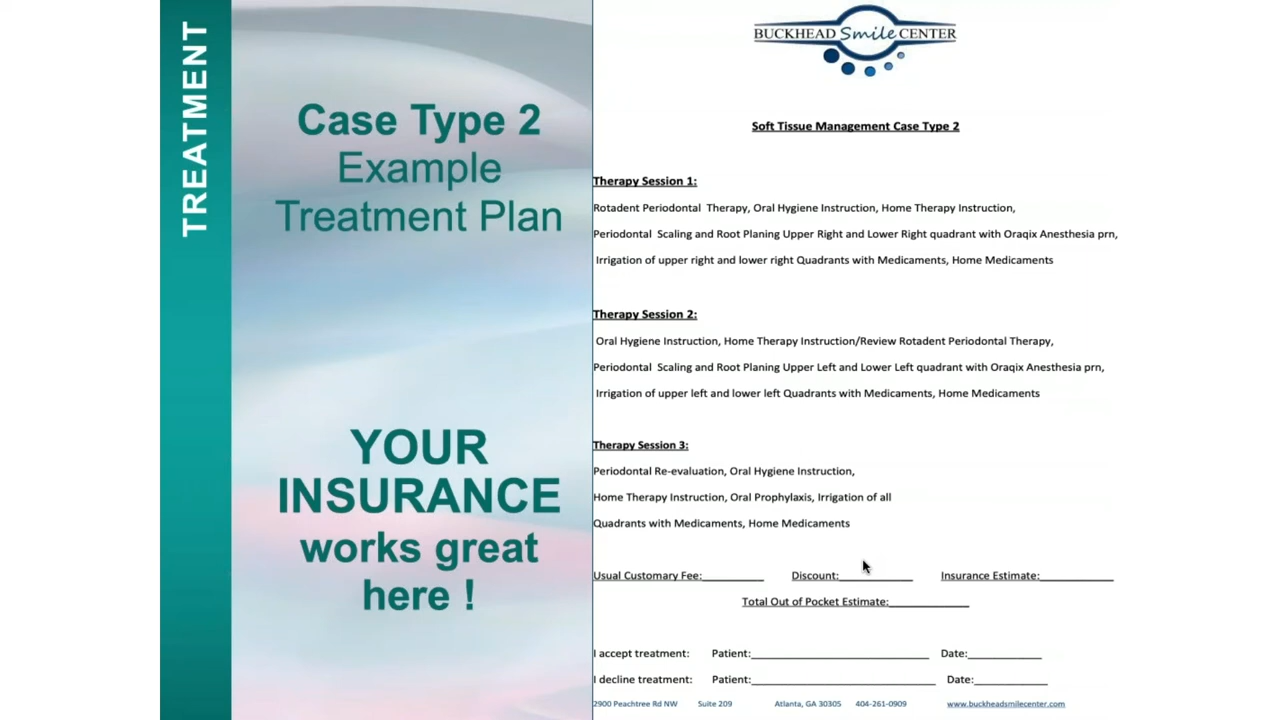 TREATMENT
Case Type 2
Example
Treatment Plan
YOUR
INSURANCE
works great
here !
BUCKHEAD Smile CENTER
Soft Tissue Management Case Type 2
Therapy Session 1:
Rotadent Periodontal Therapy, Oral Hygiene Instruction, Home Therapy Instruction,
Periodontal Scaling and Root Planing Upper Right and Lower Right quadrant with Oraqix Anesthesia prn,
Irrigation of upper right and lower right Quadrants with Medicaments, Home Medicaments
Therapy Session 2:
Oral Hygiene Instruction, Home Therapy Instruction/Review Rotadent Periodontal Therapy,
Periodontal Scaling and Root Planing Upper Left and Lower Left quadrant with Oraqix Anesthesia prn,
Irrigation of upper left and lower left Quadrants with Medicaments, Home Medicaments
Therapy Session 3:
Periodontal Re-evaluation, Oral Hygiene Instruction,
Home Therapy Instruction, Oral Prophylaxis, Irrigation of all
Quadrants with Medicaments, Home Medicaments
Usual Customary Fee:__________ Discount:____________ Insurance Estimate:____________
Total Out of Pocket Estimate:_____________
I accept treatment: Patient:_____________________________ Date:____________
I decline treatment: Patient:______________________________ Date:____________
2900 Peachtree Rd NW Suite 209 Atlanta, GA 30305 404-261-0909 www.buckheadsmilecenter.com